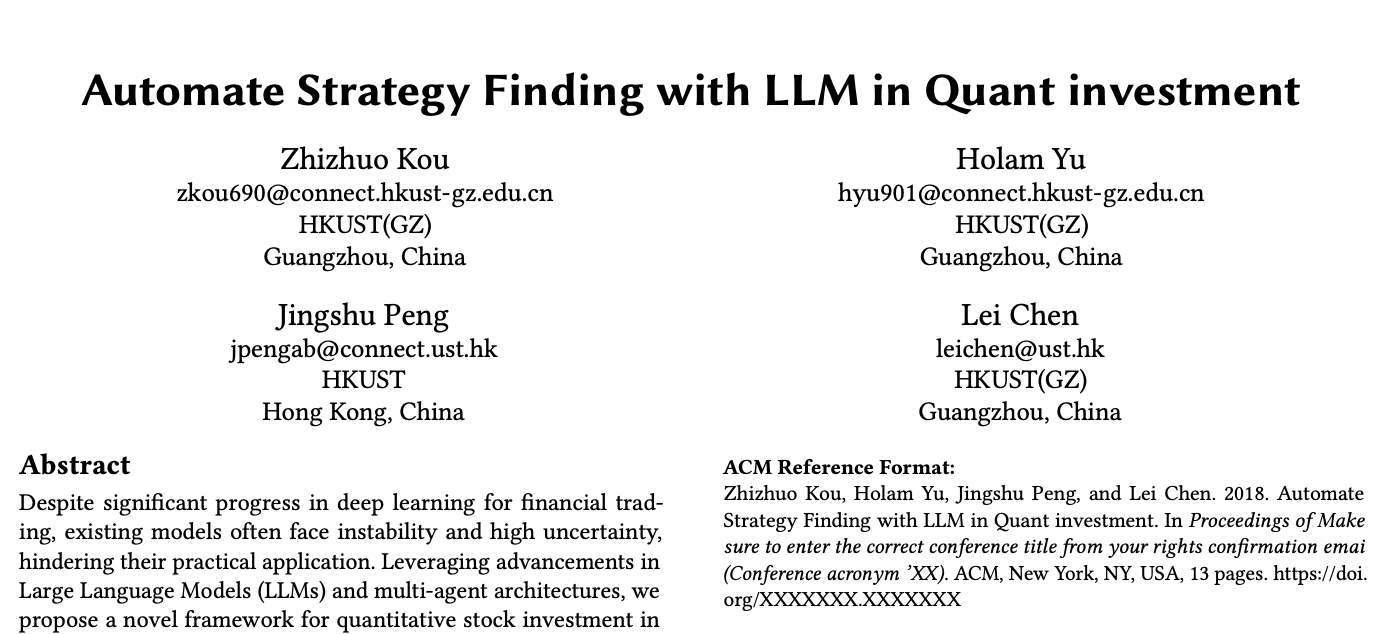 Automate Strategy Finding with LLM in Quant investment
Zhizhuo Kou
zkou690@connect.hkust-gz.edu.cn
HKUST(GZ)
Guangzhou, China
Holam Yu
hyu901@connect.hkust-gz.edu.cn
HKUST(GZ)
Guangzhou, China
Jingshu Peng
jpengab@connect.ust.hk
HKUST
Hong Kong, China
Lei Chen
leichen@ust.hk
HKUST(GZ)
Guangzhou, China
Abstract
Despite significant progress in deep learning for financial trad-
ing, existing models often face instability and high uncertainty,
hindering their practical application. Leveraging advancements in
Large Language Models (LLMs) and multi-agent architectures, we
propose a novel framework for quantitative stock investment in
ACM Reference Format:
Zhizhuo Kou, Holam Yu, Jingshu Peng, and Lei Chen. 2018. Automate
Strategy Finding with LLM in Quant investment. In Proceedings of Make
sure to enter the correct conference title from your rights confirmation emai
(Conference acronym ’XX). ACM, New York, NY, USA, 13 pages. https://doi.
org/XXXXXXX.XXXXXXX